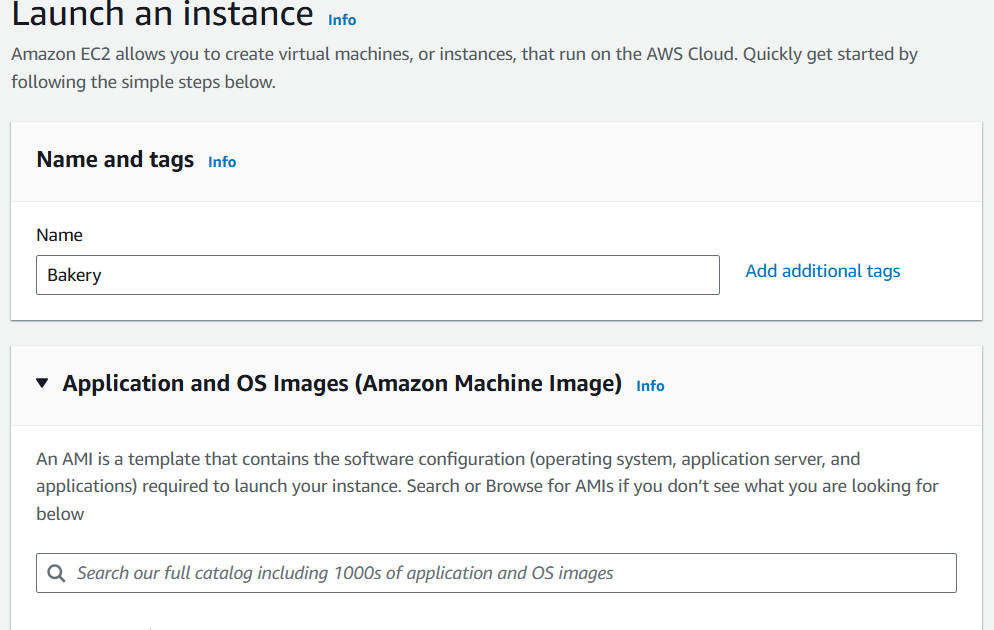 Launch an instance Info
Amazon EC2 allows you to create virtual machines, or instances, that run on the AWS Cloud. Quickly get started by
following the simple steps below.
Name and tags Info
Name
Bakery
Add additional tags
Application and OS Images (Amazon Machine Image) Info
An AMI is a template that contains the software configuration (operating system, application server, and
applications) required to launch your instance. Search or Browse for AMIs if you don’t see what you are looking for
below
Search our full catalog including 1000s of application and OS images